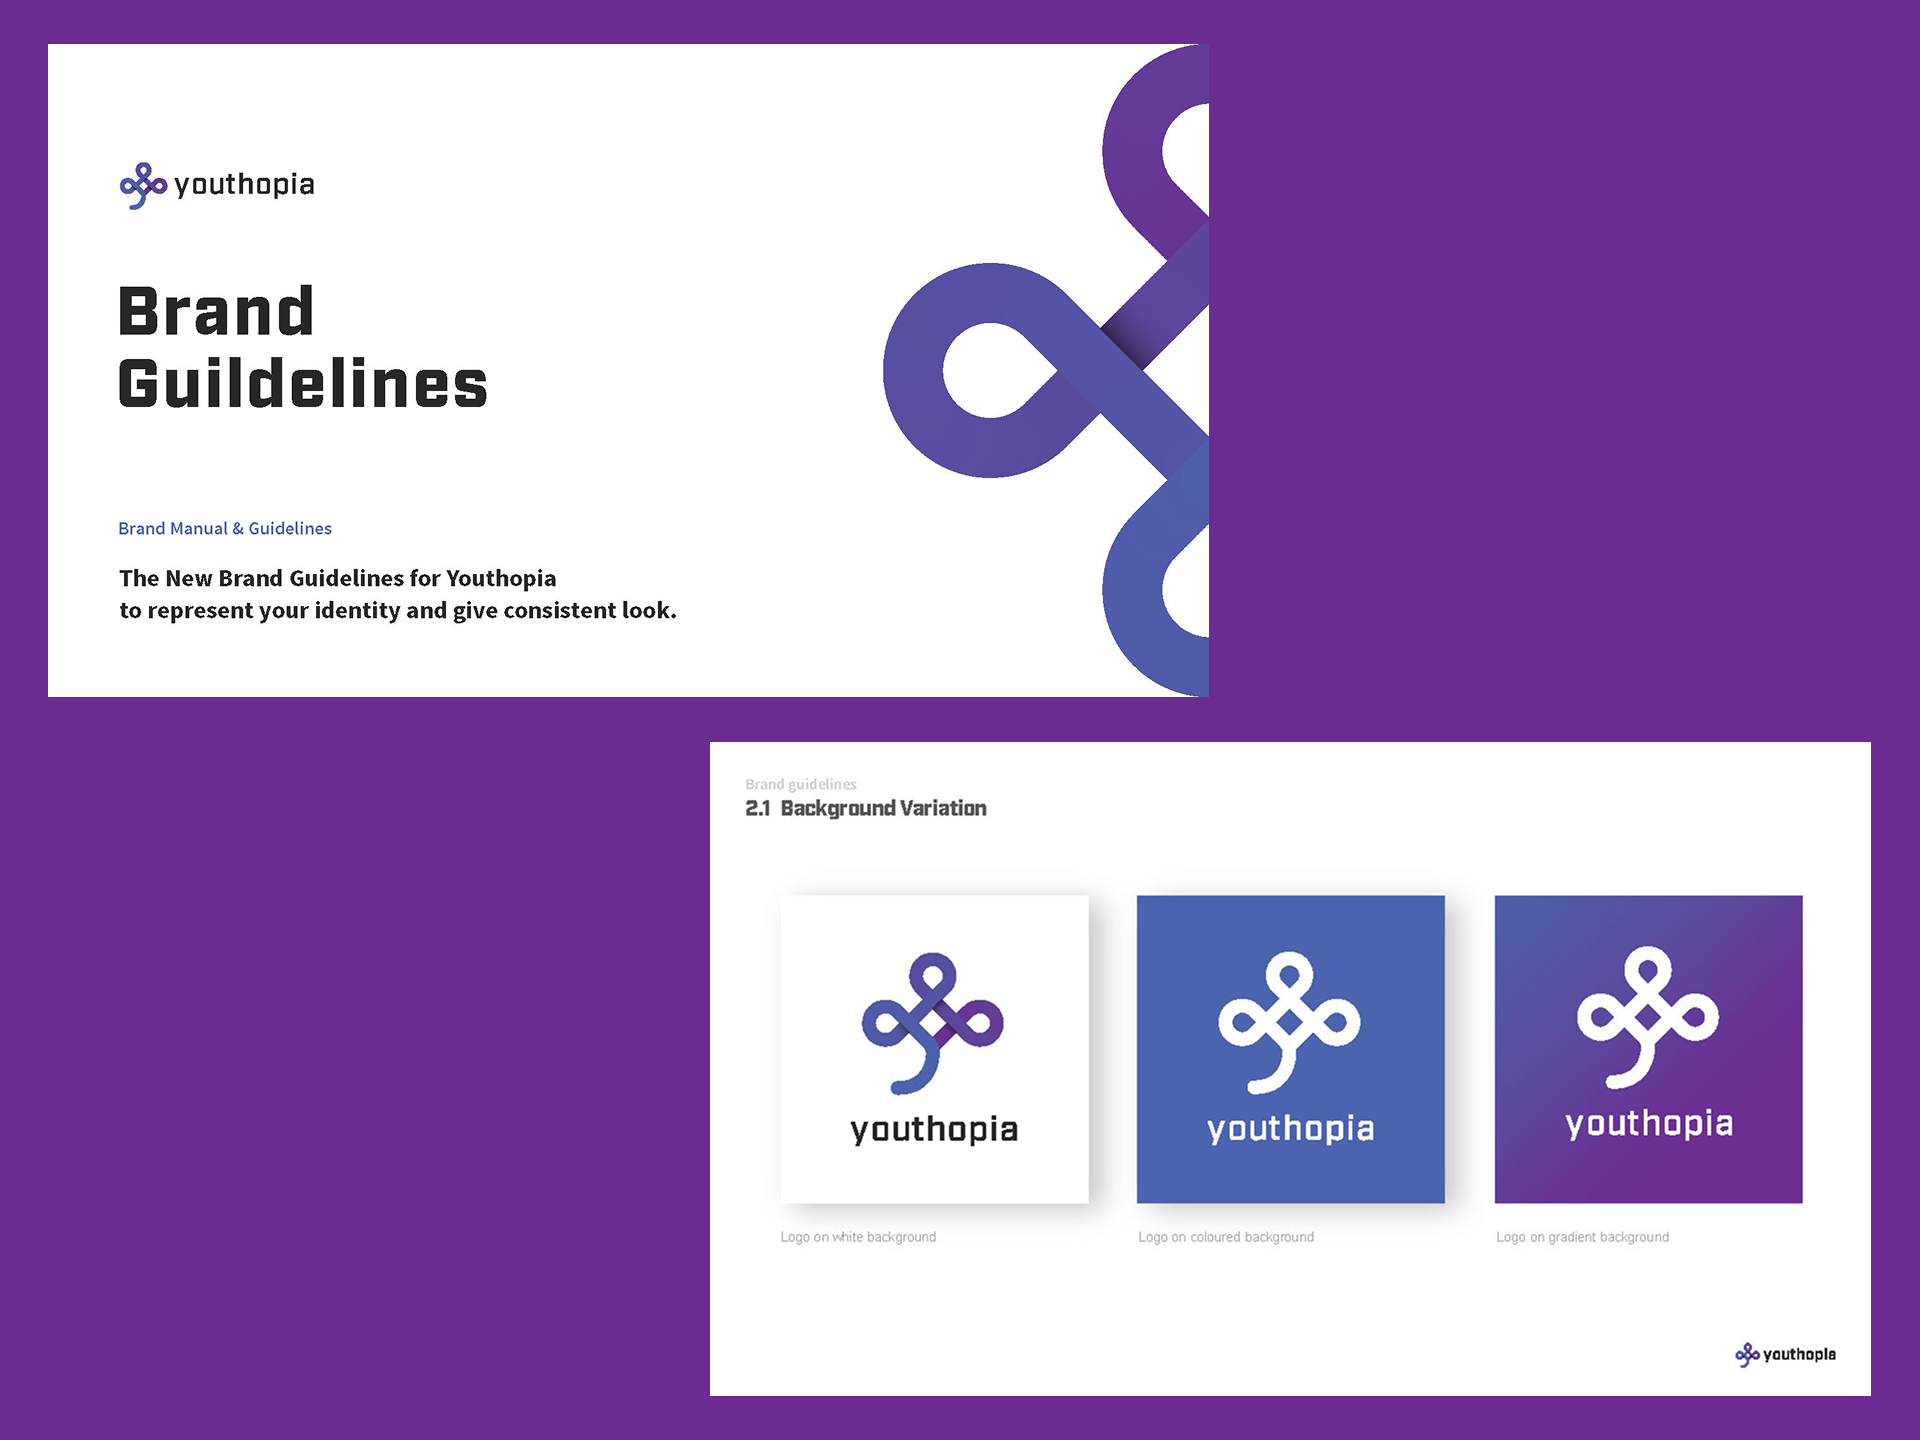 youthopia
Brand
Guildelines
Brand Manual & Guidelines
The New Brand Guidelines for Youthopia
to represent your identity and give consistent look.
Brand guidelines
2.1 Background Variation
youthopia
youthopia
youthopia
Logo on white background
Logo on coloured background
Logo on gradient background
youthopia